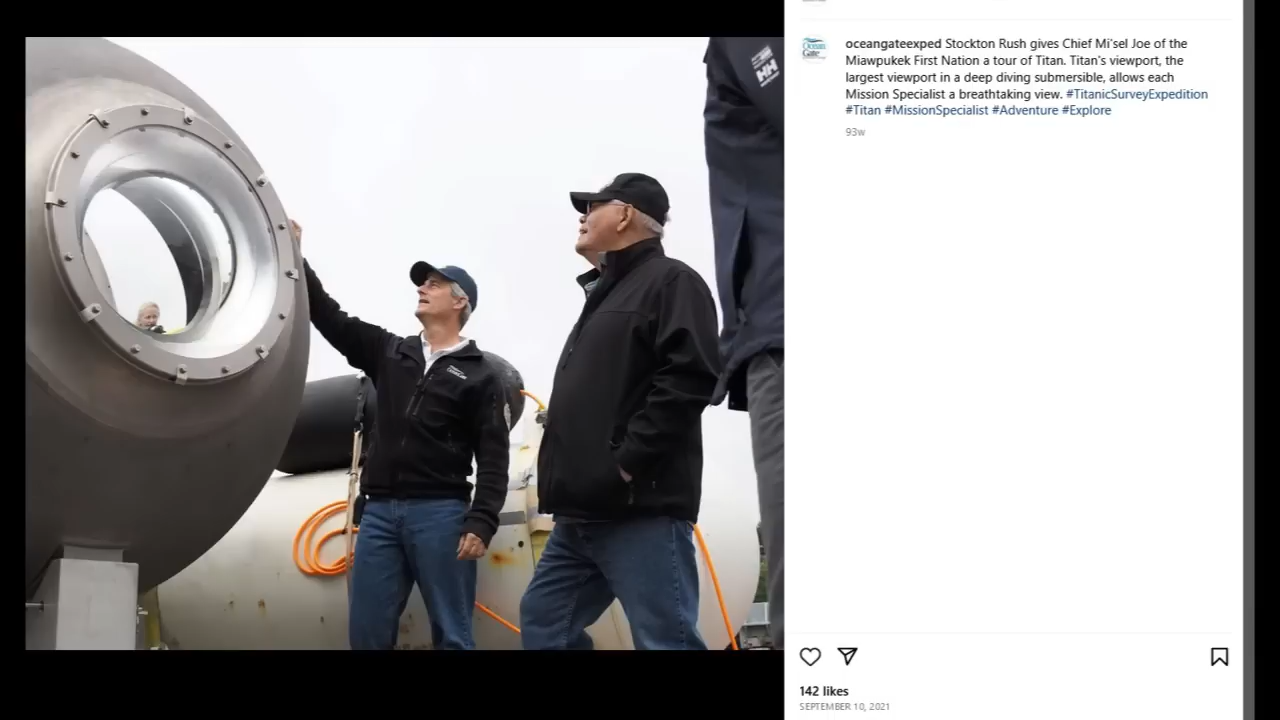 HH
Ocean
Gate
oceangateexped Stockton Rush gives Chief Mi'sel Joe of the
Miawpukek First Nation a tour of Titan. Titan's viewport, the
largest viewport in a deep diving submersible, allows each
Mission Specialist a breathtaking view. #TitanicSurveyExpedition
#Titan #MissionSpecialist #Adventure #Explore
93w
142 likes
SEPTEMBER 10, 2021